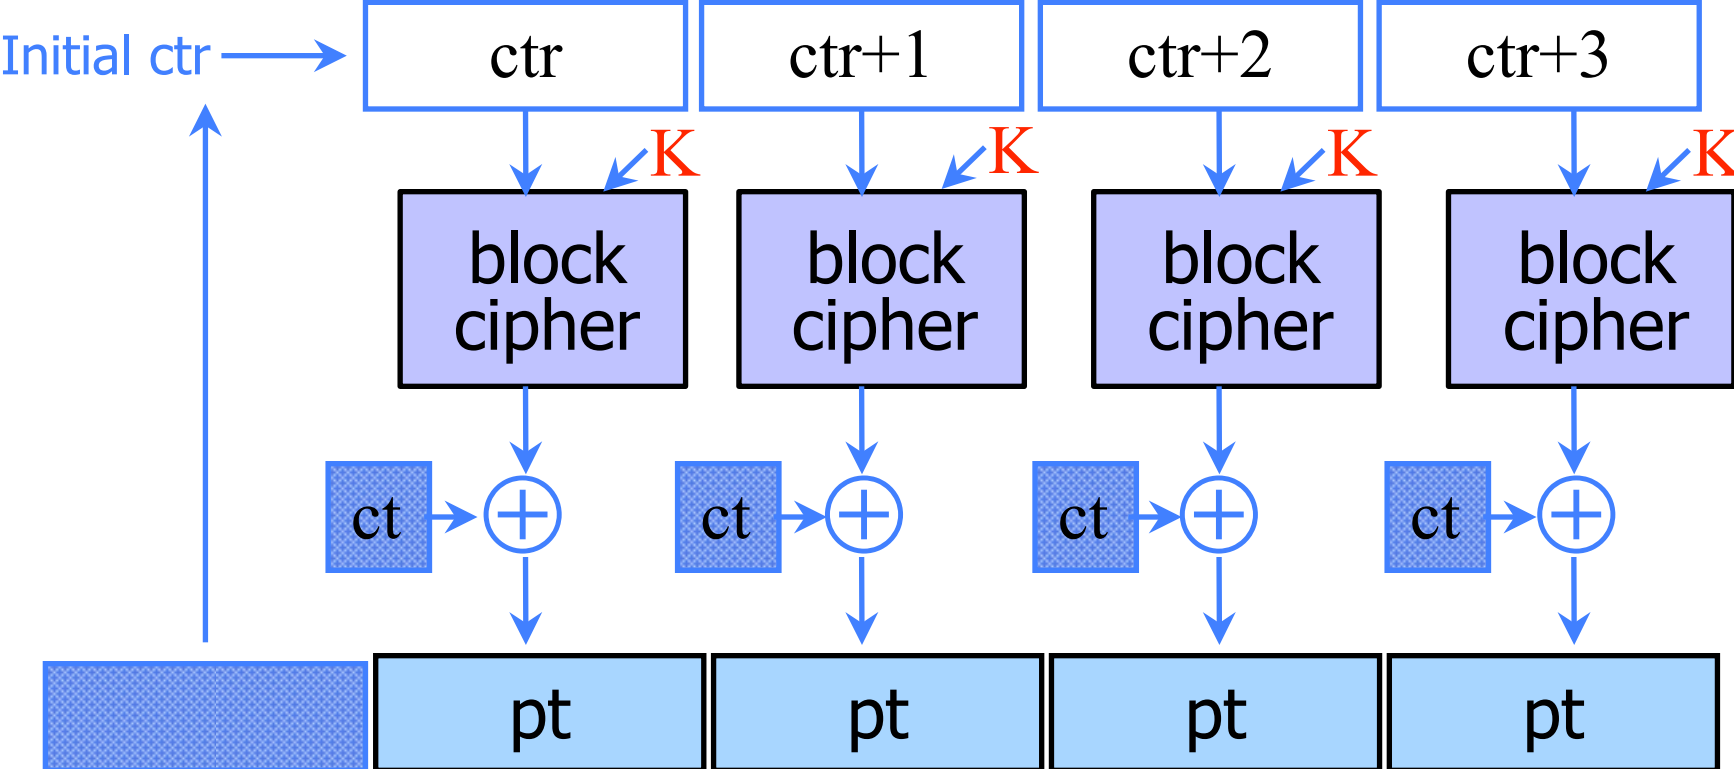 Initial ctr ctr ctr+1 ctr+2 ctr+3
K K K K
block block block block
cipher cipher cipher cipher
ct ct ct ct
pt pt pt pt